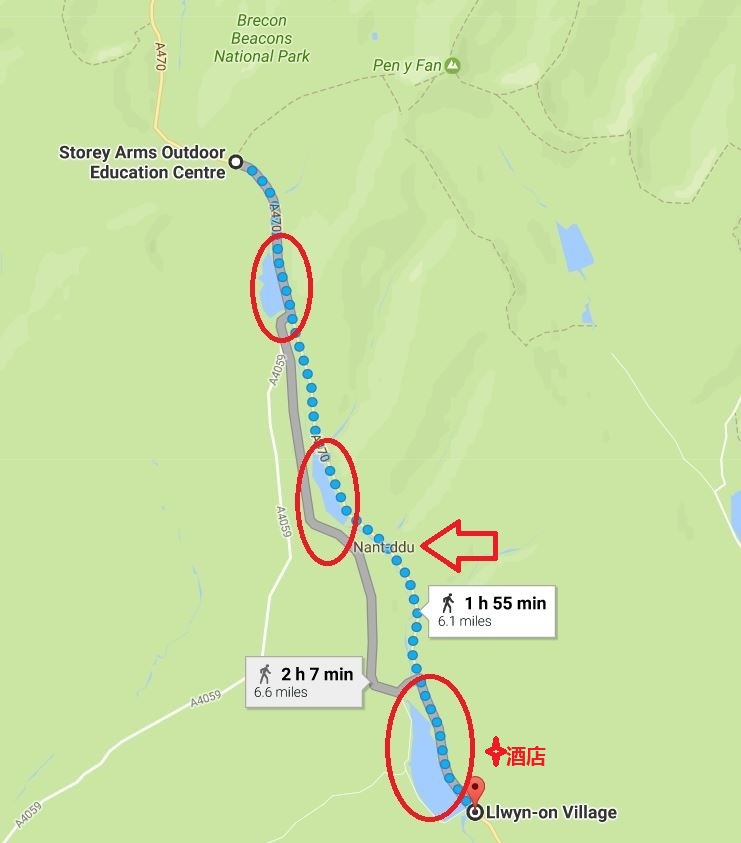 Brecon
Beacons
National Park
A470
Pen y Fan
Storey Arms Outdoor
Education Centre
A470
A4059
A470
A4059
Nant-ddu
1 h 55 min
6.1 miles
2 h 7 min
6.6 miles
A4059
酒店
A4059
Llwyn-on Village